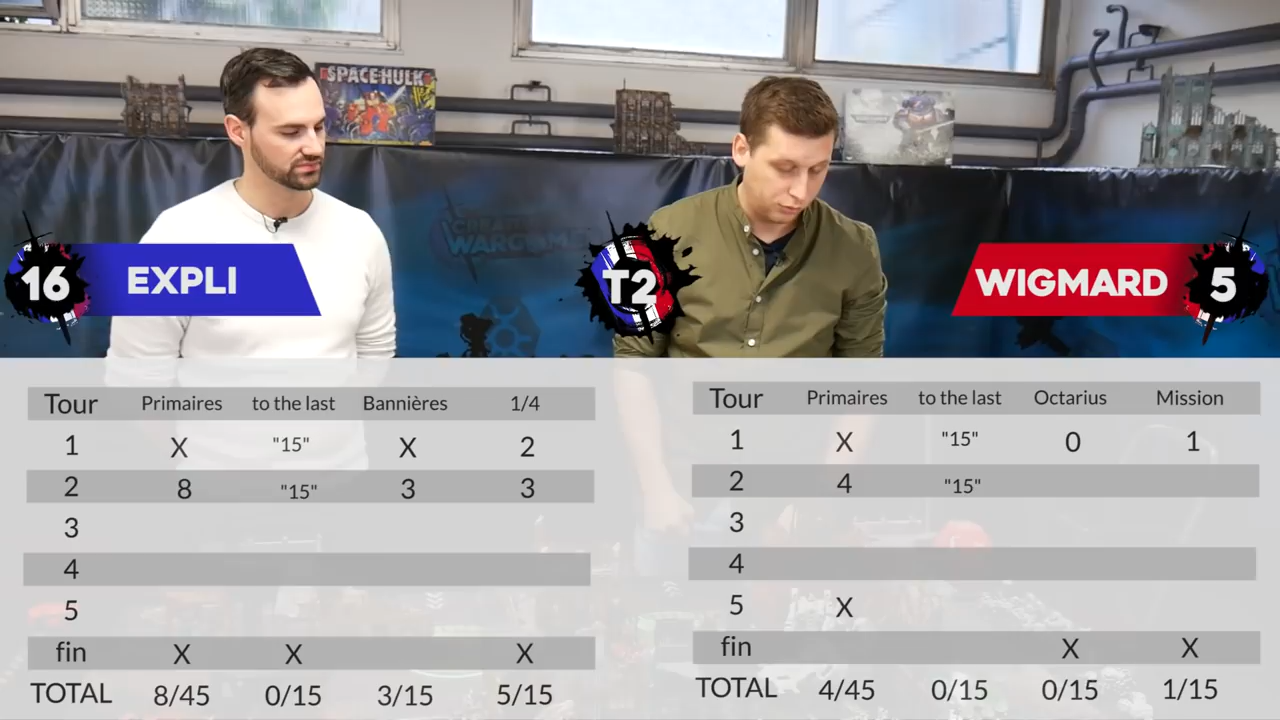 SPACE HULK
CREATIVE
WARGAME
16
EXPLI
T2
WIGMARD
5
Tour Primaires to the last Bannières 1/4
1 X "15" X 2
2 8 "15" 3 3
3
4
5
fin X X X
TOTAL 8/45 0/15 3/15 5/15
Tour Primaires to the last Octarius Mission
1 X "15" 0 1
2 4 "15"
3
4
5 X
fin X X
TOTAL 4/45 0/15 0/15 1/15